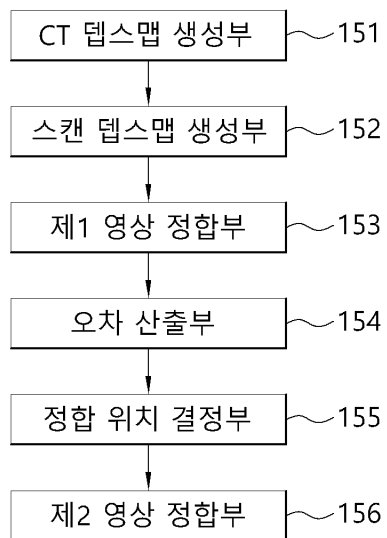 CT 뎁스맵 생성부 151
스캔 뎁스맵 생성부 152
제1 영상 정합부 153
오차 산출부 154
정합 위치 결정부 155
제2 영상 정합부 156